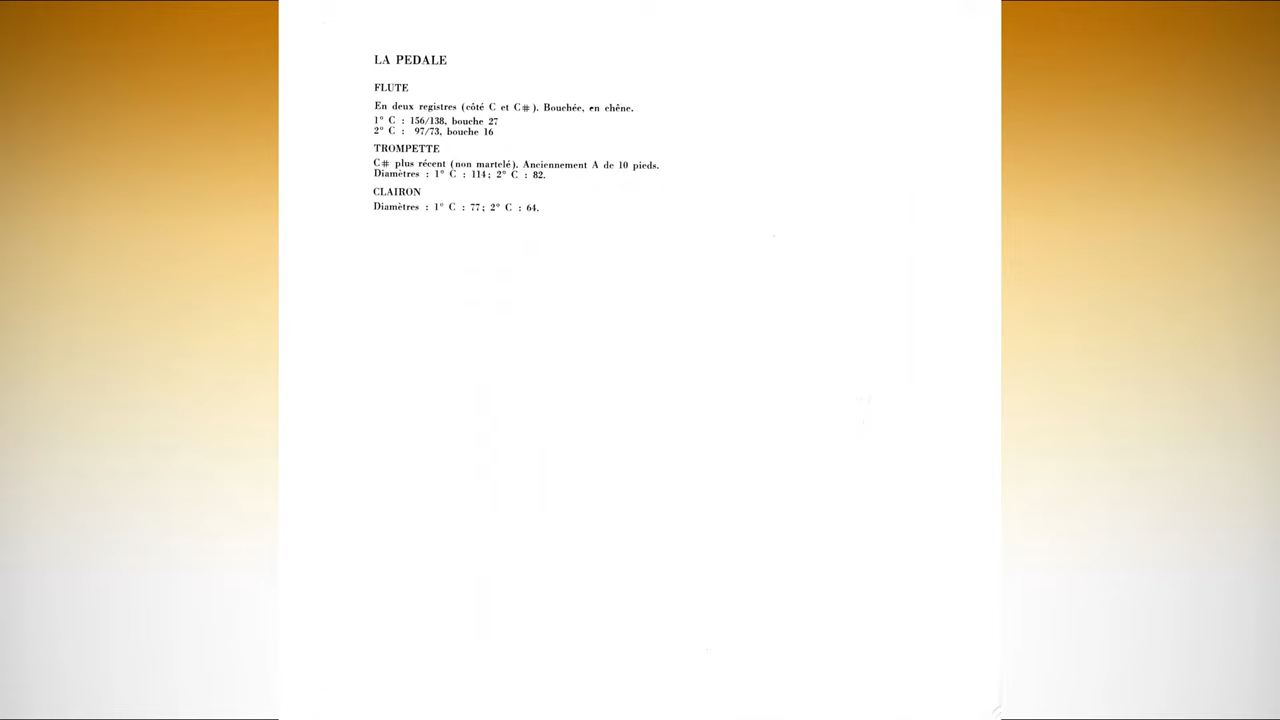 LA PEDALE
FLUTE
En deux registres (côté C et C#). Bouchée, en chêne.
1° C : 156/138, bouche 27
2° C : 97/73, bouche 16
TROMPETTE
C# plus récent (non martelé). Anciennement A de 10 pieds.
Diamètres : 1° C : 114; 2° C : 82.
CLAIRON
Diamètres : 1° C : 77; 2° C : 64.